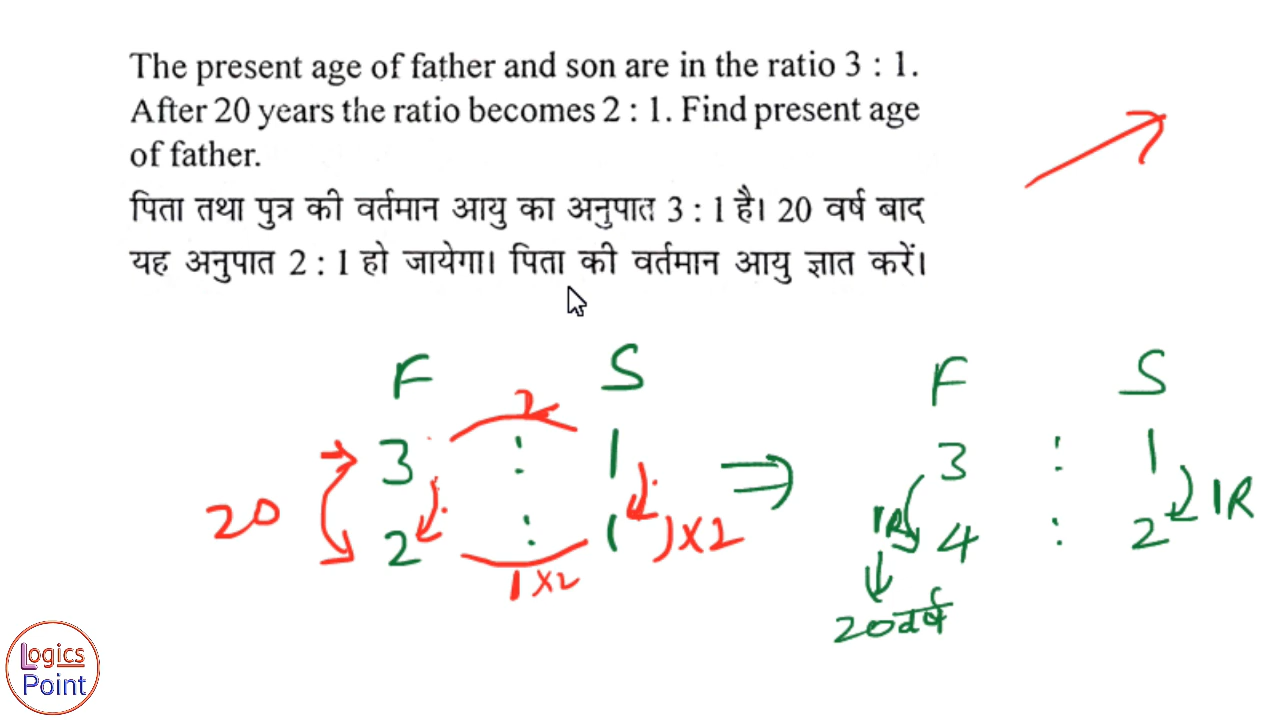 The present age of father and son are in the ratio 3 : 1.
After 20 years the ratio becomes 2 : 1. Find present age
of father.
पिता तथा पुत्र की वर्तमान आयु का अनुपात 3 : 1 है। 20 वर्ष बाद
यह अनुपात 2 : 1 हो जायेगा। पिता की वर्तमान आयु ज्ञात करें।
F S F S
2
3 : 1 ⇒ 3 : 1
20 1R 1R
2 : 1 )×2 4 : 2
1×2
20 वर्ष
Logics
Point